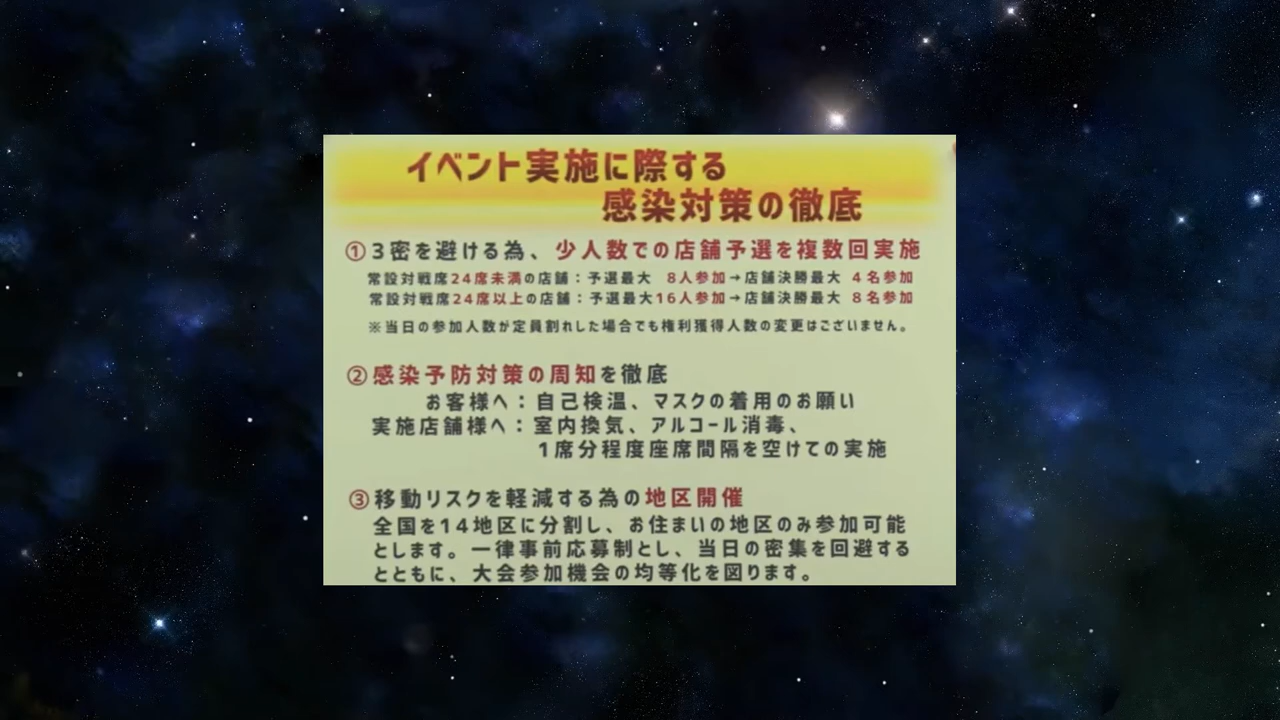 イベント実施に際する
感染対策の徹底
①3密を避ける為、少人数での店舗予選を複数回実施
常設対戦席24席未満の店舗：予選最大 8人参加→店舗決勝最大 4名参加
常設対戦席24席以上の店舗：予選最大16人参加→店舗決勝最大 8名参加
※当日の参加人数が定員割れした場合でも権利獲得人数の変更はございません。
②感染予防対策の周知を徹底
お客様へ：自己検温、マスクの着用のお願い
実施店舗様へ：室内換気、アルコール消毒、
1席分程度座席間隔を空けての実施
③移動リスクを軽減する為の地区開催
全国を14地区に分割し、お住まいの地区のみ参加可能
とします。一律事前応募制とし、当日の密集を回避する
とともに、大会参加機会の均等化を図ります。